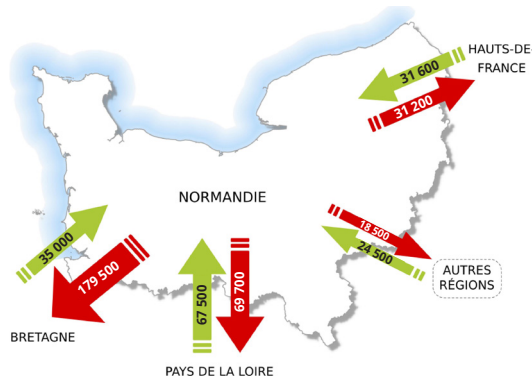 HAUTS-DE-
FRANCE
31 600
31 200
NORMANDIE
18 500
24 500
35 000
179 500
67 500
69 700
AUTRES
RÉGIONS
BRETAGNE
PAYS DE LA LOIRE